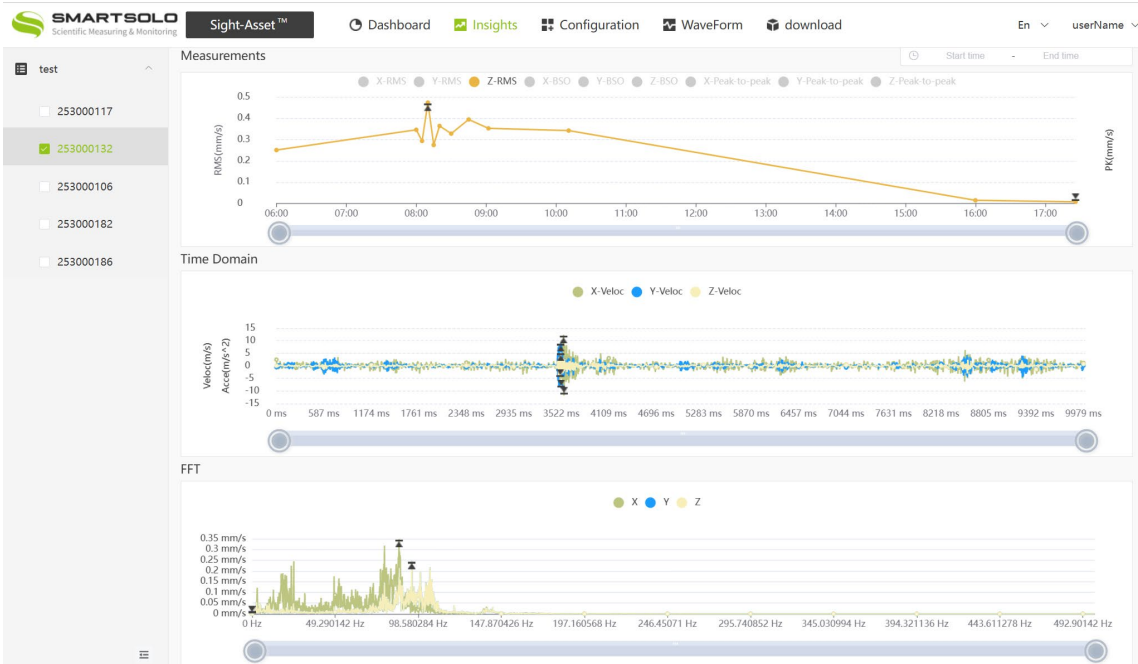 SMARTSOLO
Scientific Measuring & Monitoring
Sight-Asset™
Dashboard Insights Configuration WaveForm download
En userName
test
253000117
253000132
253000106
253000182
253000186
Measurements
Start time - End time
X-RMS Y-RMS Z-RMS X-BSO Y-BSO Z-BSO X-Peak-to-peak Y-Peak-to-peak Z-Peak-to-peak
RMS(mm/s)
0.5
0.4
0.3
0.2
0.1
0
PK(mm/s)
06:00 07:00 08:00 09:00 10:00 11:00 12:00 13:00 14:00 15:00 16:00 17:00
Time Domain
X-Veloc Y-Veloc Z-Veloc
Veloc(m/s)
Acce(m/s^2)
15
10
5
0
-5
-10
-15
0 ms 587 ms 1174 ms 1761 ms 2348 ms 2935 ms 3522 ms 4109 ms 4696 ms 5283 ms 5870 ms 6457 ms 7044 ms 7631 ms 8218 ms 8805 ms 9392 ms 9979 ms
FFT
X Y Z
0.35 mm/s
0.3 mm/s
0.25 mm/s
0.2 mm/s
0.15 mm/s
0.1 mm/s
0.05 mm/s
0 mm/s
0 Hz 49.290142 Hz 98.580284 Hz 147.870426 Hz 197.160568 Hz 246.45071 Hz 295.740852 Hz 345.030994 Hz 394.321136 Hz 443.611278 Hz 492.90142 Hz